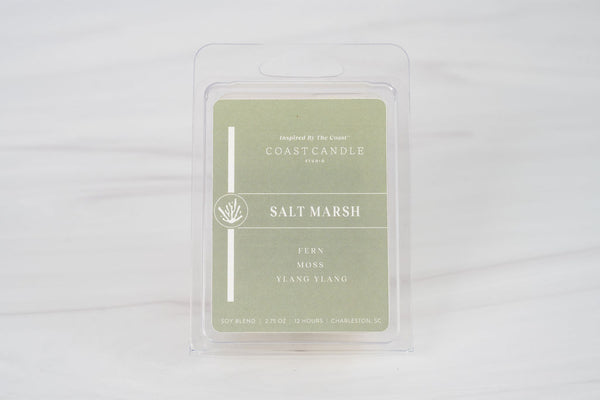 Inspired By The Coast™
COAST CANDLE
STUDIO
SALT MARSH
FERN
MOSS
YLANG YLANG
SOY BLEND | 2.75 OZ | 12 HOURS | CHARLESTON, SC